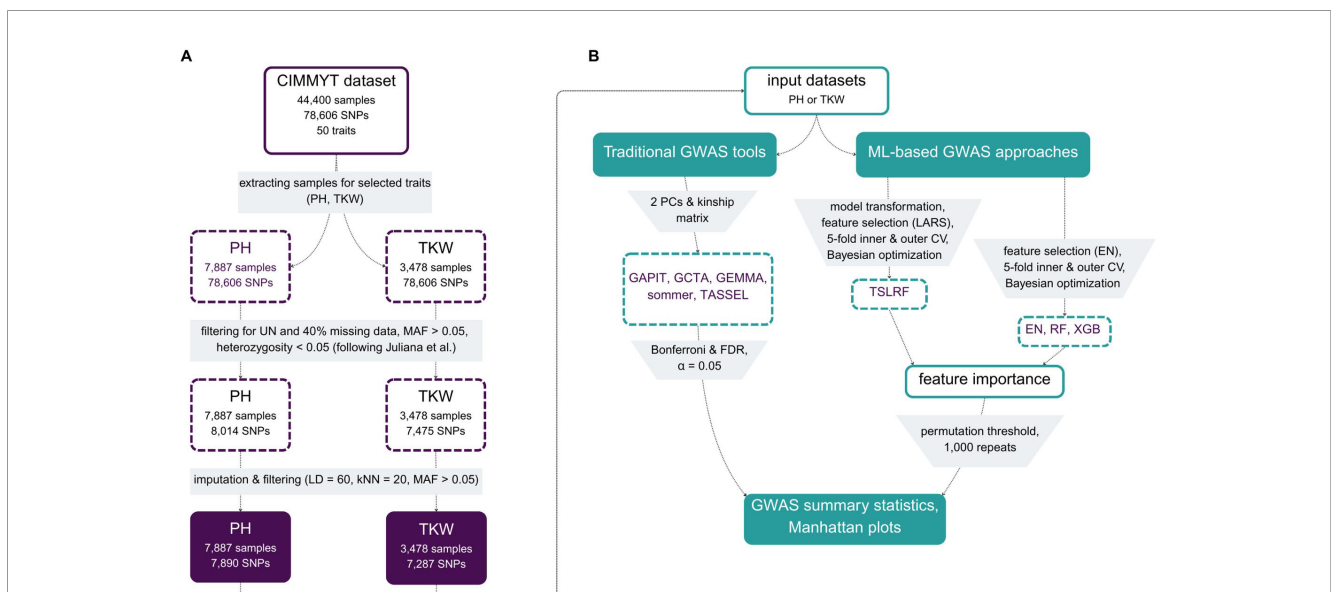 A
CIMMYT dataset
44,400 samples
78,606 SNPs
50 traits
extracting samples for selected traits
(PH, TKW)
PH
7,887 samples
78,606 SNPs
TKW
3,478 samples
78,606 SNPs
filtering for UN and 40% missing data, MAF > 0.05,
heterozygosity < 0.05 (following Juliana et al.)
PH
7,887 samples
8,014 SNPs
TKW
3,478 samples
7,475 SNPs
imputation & filtering (LD = 60, kNN = 20, MAF > 0.05)
PH
7,887 samples
7,890 SNPs
TKW
3,478 samples
7,287 SNPs
B
input datasets
PH or TKW
Traditional GWAS tools
ML-based GWAS approaches
2 PCs & kinship
matrix
GAPIT, GCTA, GEMMA,
sommer, TASSEL
Bonferroni & FDR,
α = 0.05
model transformation,
feature selection (LARS),
5-fold inner & outer CV,
Bayesian optimization
TSLRF
feature selection (EN),
5-fold inner & outer CV,
Bayesian optimization
EN, RF, XGB
feature importance
permutation threshold,
1,000 repeats
GWAS summary statistics,
Manhattan plots